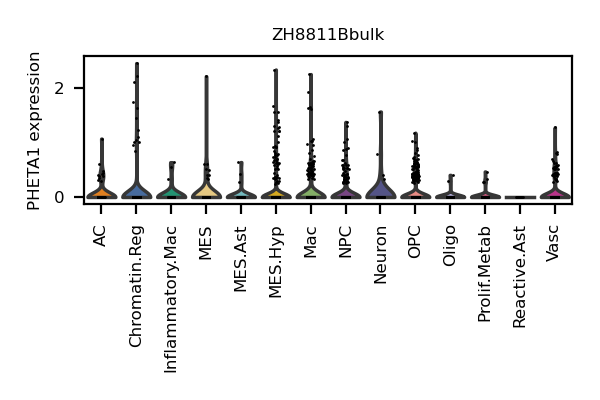 ZH8811Bbulk
PHETA1 expression
2
0
AC
Chromatin.Reg
Inflammatory.Mac
MES
MES.Ast
MES.Hyp
Mac
NPC
Neuron
OPC
Oligo
Prolif.Metab
Reactive.Ast
Vasc